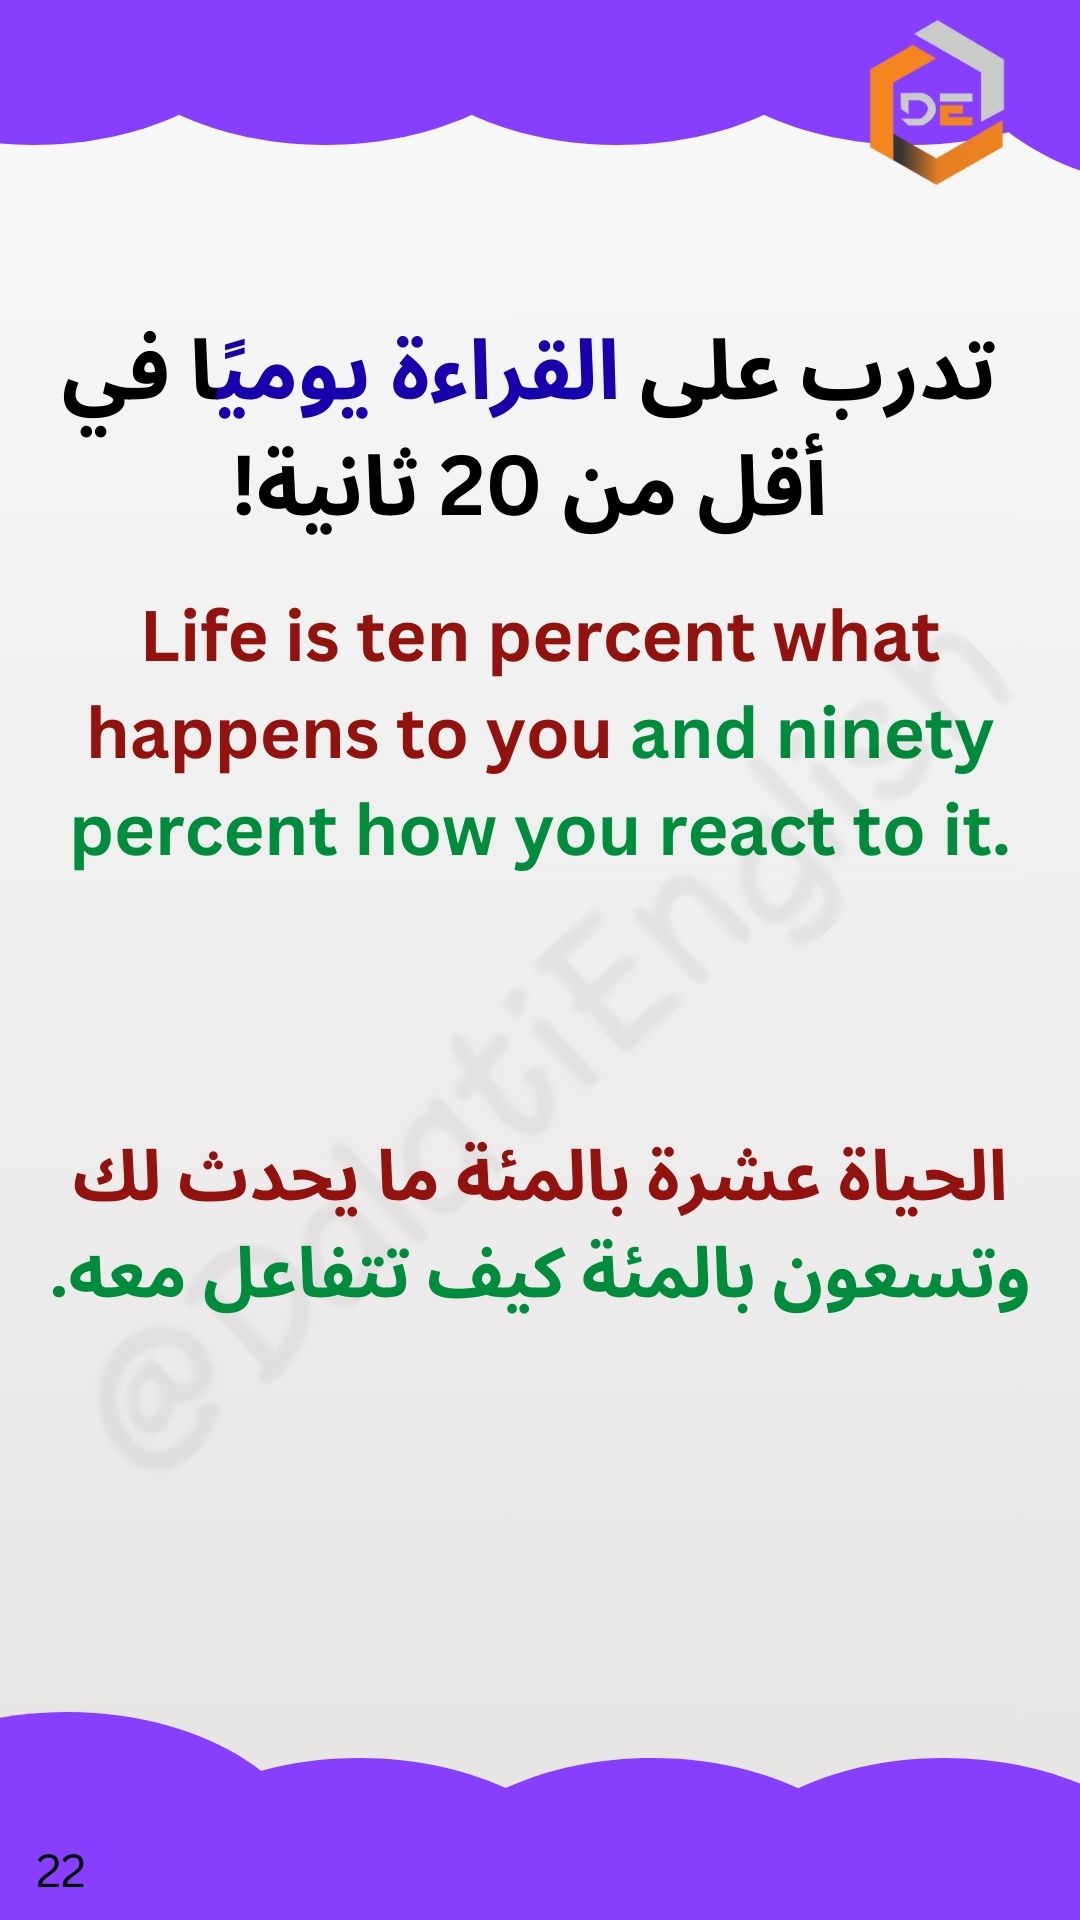 DE
تدرب على القراءة يوميًا في
أقل من 20 ثانية!
Life is ten percent what
happens to you and ninety
percent how you react to it.
@DalatiEnglish
الحياة عشرة بالمئة ما يحدث لك
وتسعون بالمئة كيف تتفاعل معه.
22